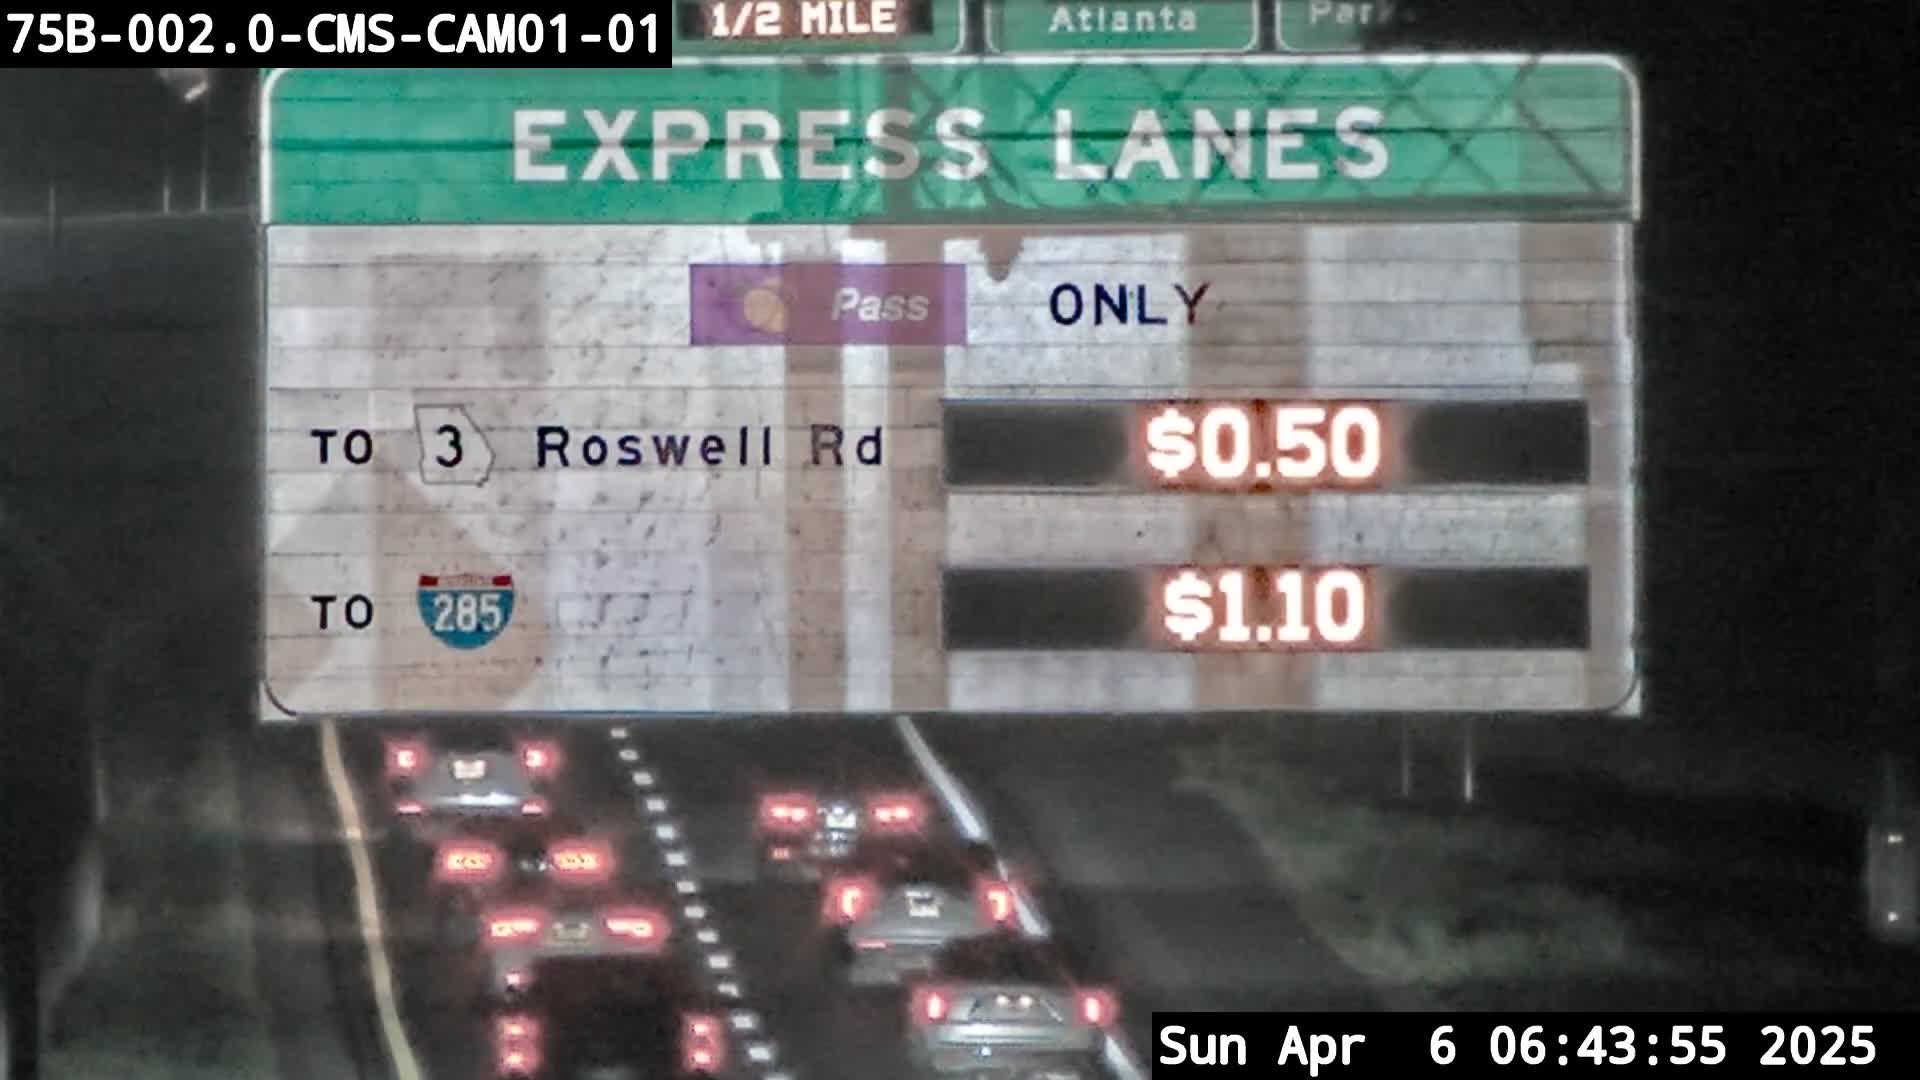 75B-002.0-CMS-CAM01-01
1/2 MILE
Atlanta
EXPRESS LANES
Pass ONLY
TO 3 Roswell Rd $0.50
TO 285 $1.10
Sun Apr 6 06:43:55 2025